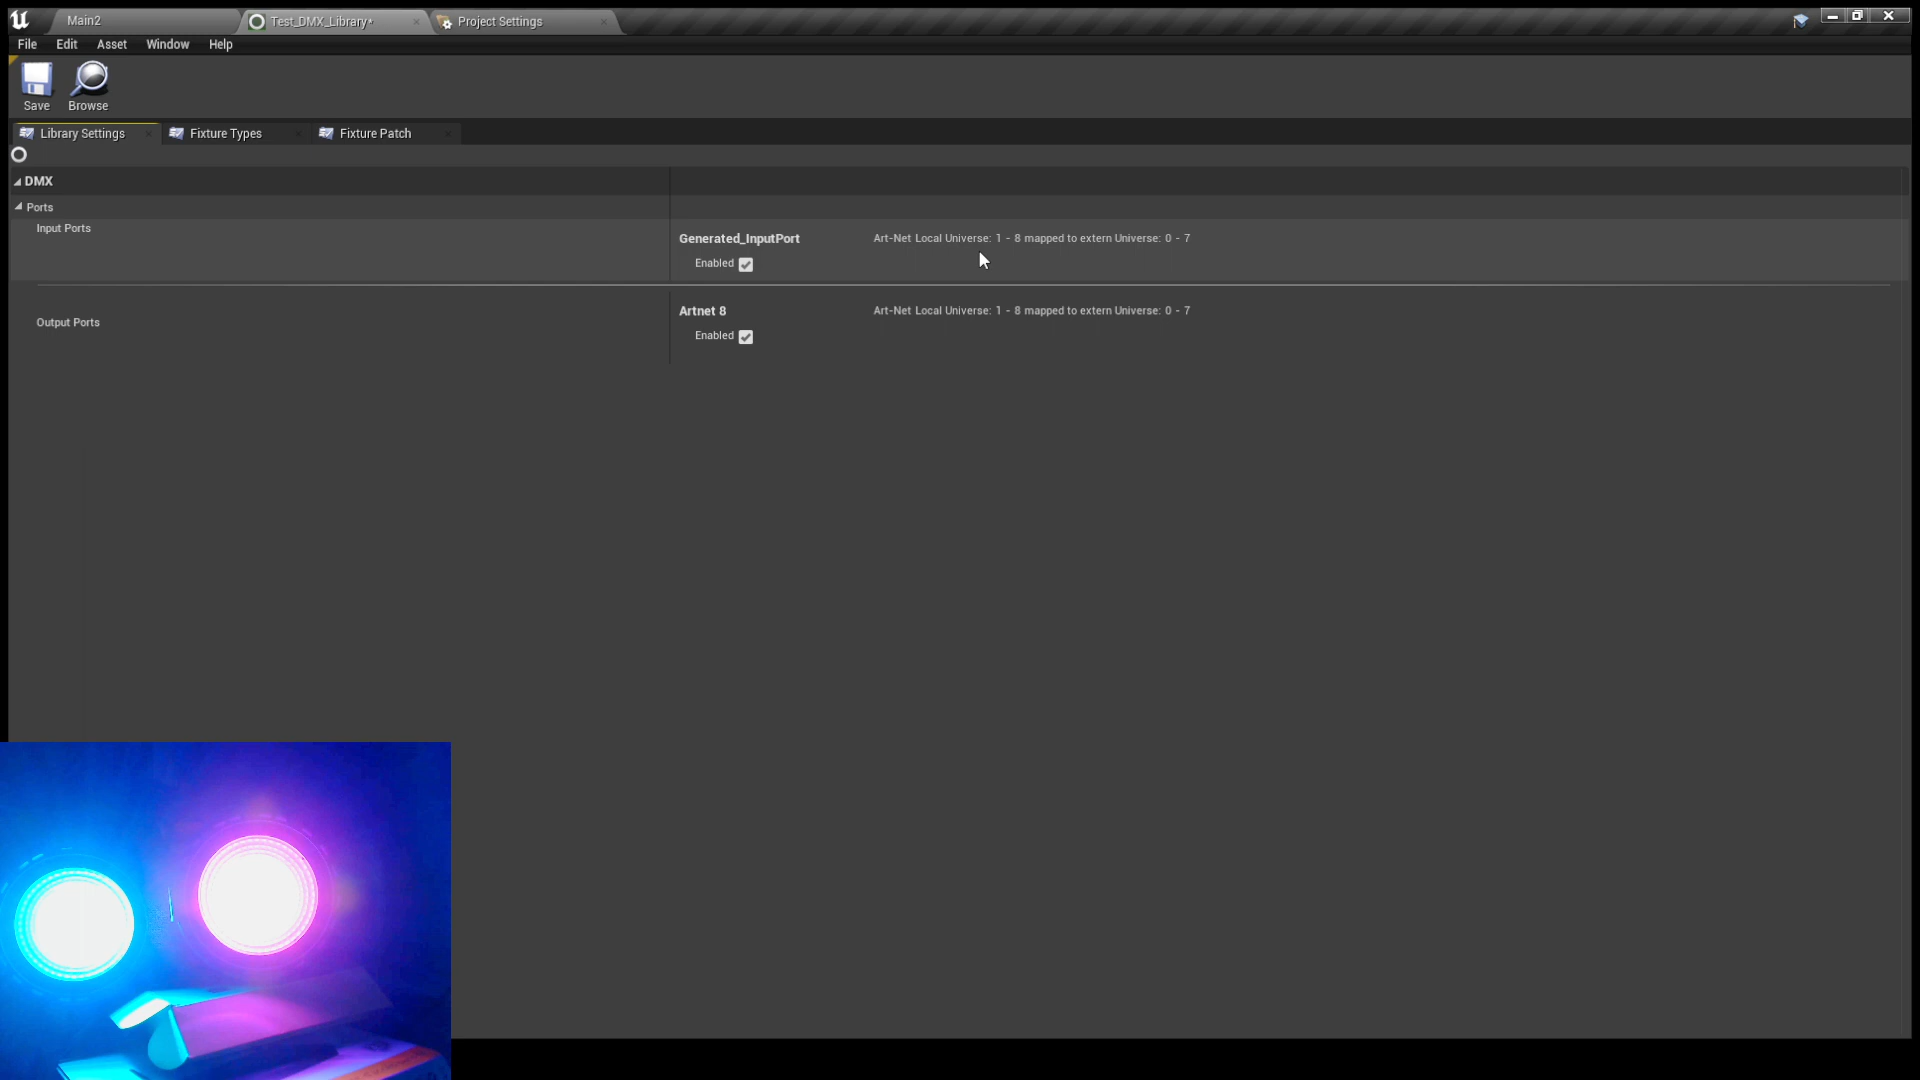 Main2
Test_DMX_Library*
Project Settings
File Edit Asset Window Help
Save Browse
Library Settings
Fixture Types
Fixture Patch
DMX
Ports
Input Ports
Generated_InputPort
Art-Net Local Universe: 1 - 8 mapped to extern Universe: 0 - 7
Enabled
Output Ports
Artnet 8
Art-Net Local Universe: 1 - 8 mapped to extern Universe: 0 - 7
Enabled